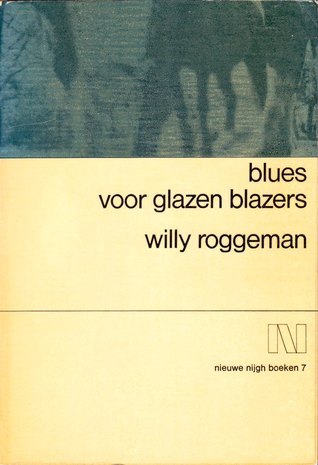 blues
voor glazen blazers
willy roggeman
N
nieuwe nijgh boeken 7